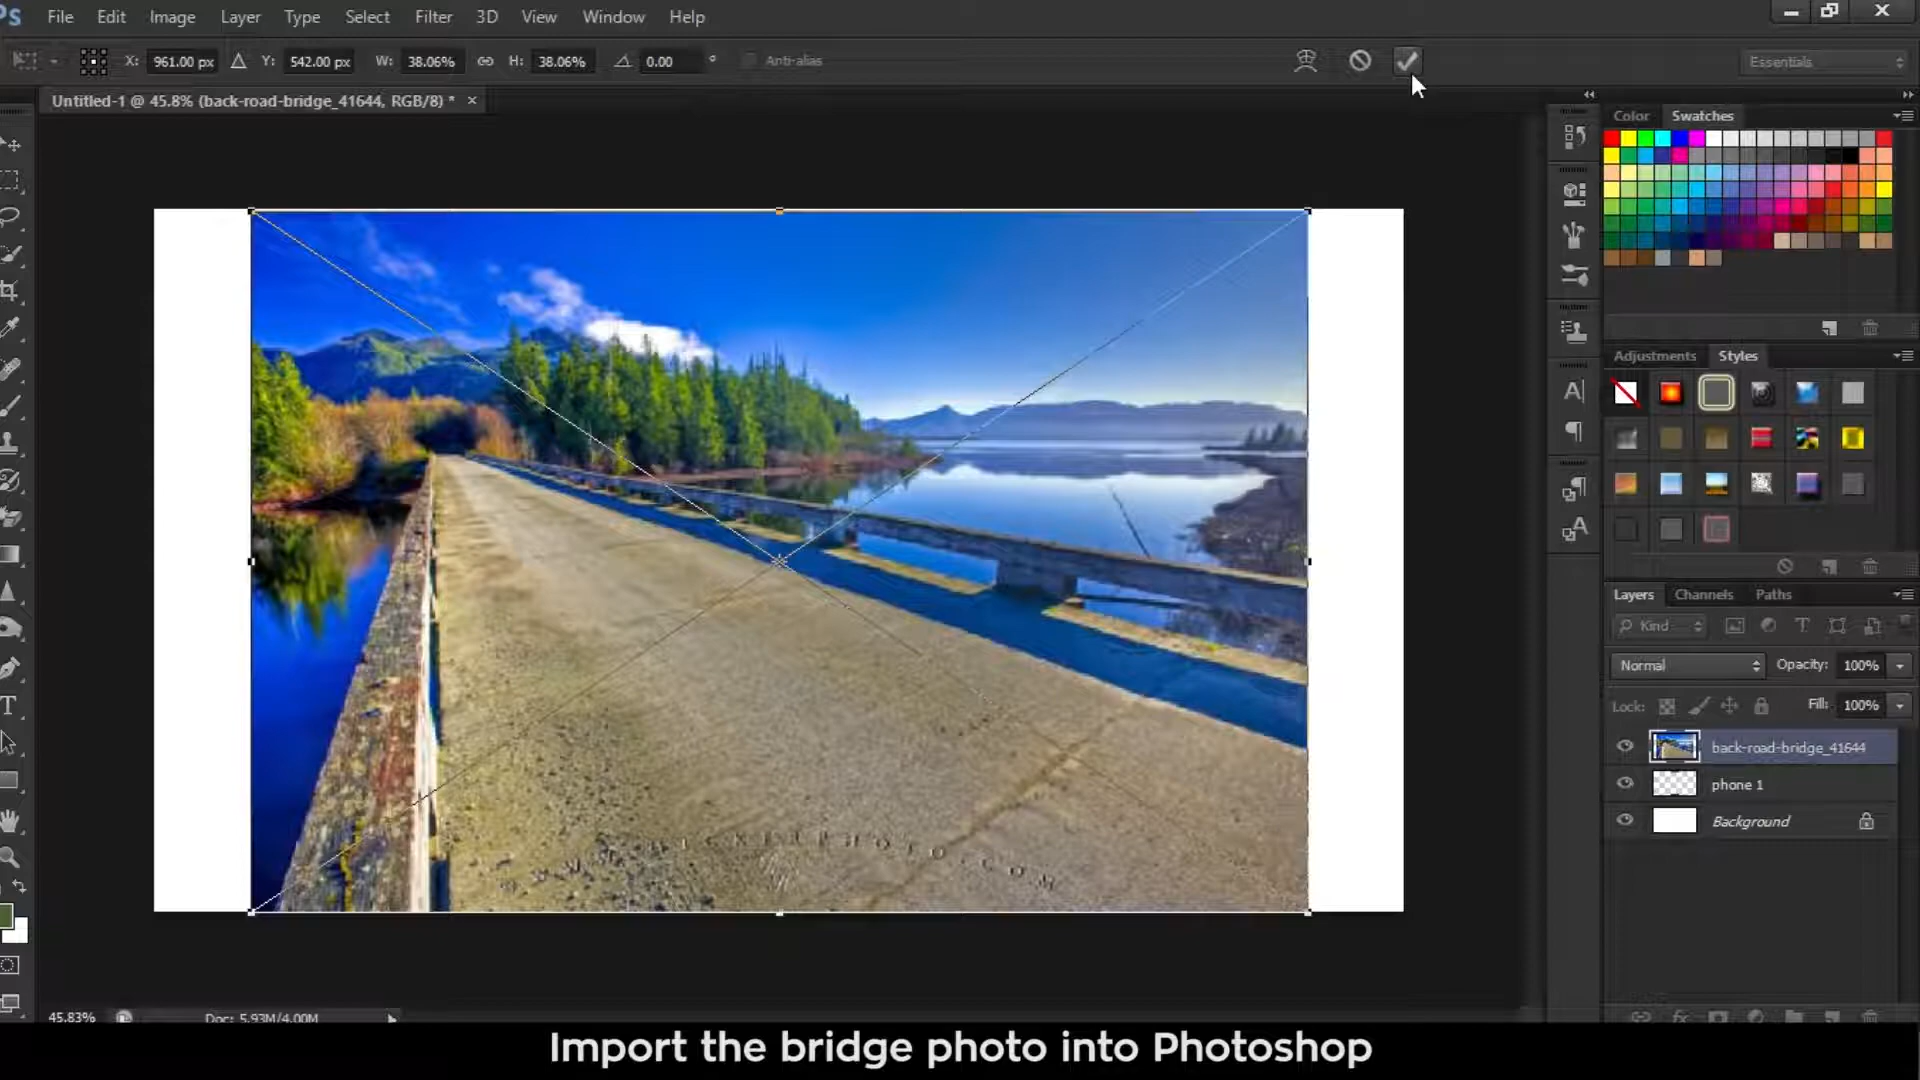 PS File Edit Image Layer Type Select Filter 3D View Window Help
X: 961.00 px Y: 542.00 px W: 38.06% H: 38.06% 0.00 ° Anti-alias Essentials
Untitled-1 @ 45.8% (back-road-bridge_41644, RGB/8) * ×
Color Swatches
Adjustments Styles
Layers Channels Paths
Kind
Normal Opacity: 100%
Lock: Fill: 100%
back-road-bridge_41644
phone 1
Background
45.83% Doc: 5.93M/4.00M
Import the bridge photo into Photoshop